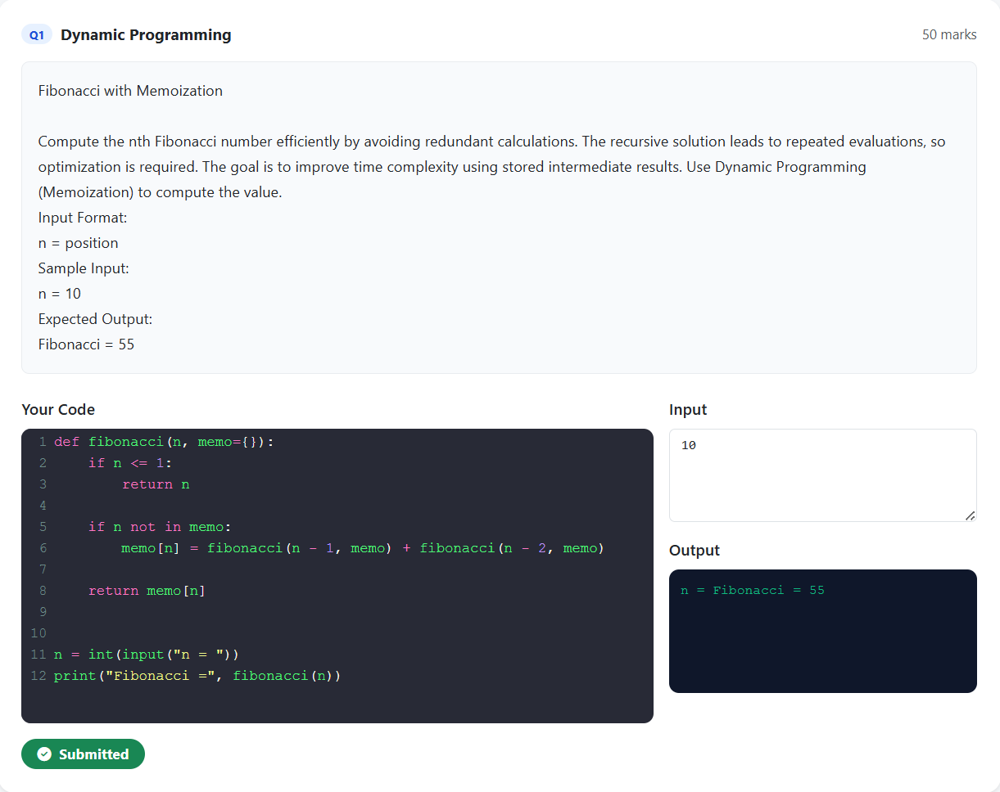 Q1 Dynamic Programming 50 marks
Fibonacci with Memoization
Compute the nth Fibonacci number efficiently by avoiding redundant calculations. The recursive solution leads to repeated evaluations, so
optimization is required. The goal is to improve time complexity using stored intermediate results. Use Dynamic Programming
(Memoization) to compute the value.
Input Format:
n = position
Sample Input:
n = 10
Expected Output:
Fibonacci = 55
Your Code
1 def fibonacci(n, memo={}):
2     if n <= 1:
3         return n
4
5     if n not in memo:
6         memo[n] = fibonacci(n - 1, memo) + fibonacci(n - 2, memo)
7
8     return memo[n]
9
10
11 n = int(input("n = "))
12 print("Fibonacci =", fibonacci(n))
Submitted
Input
10
Output
n = Fibonacci = 55